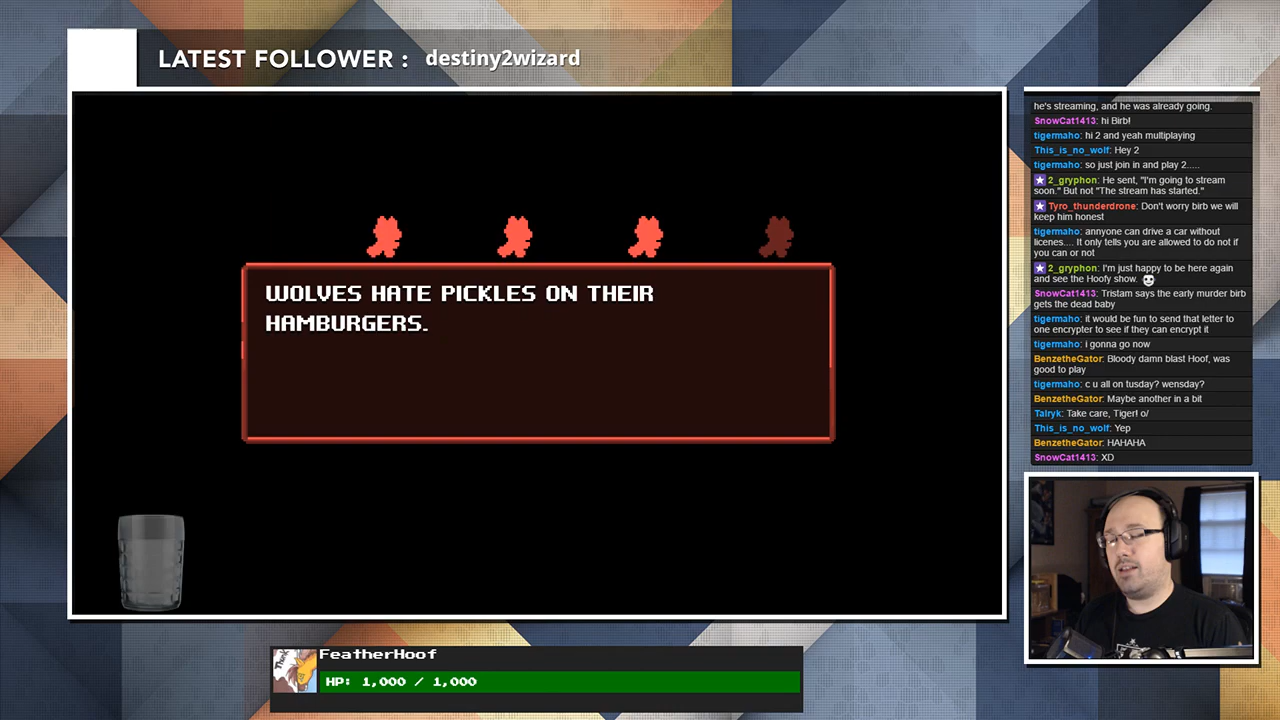 LATEST FOLLOWER : destiny2wizard
WOLVES HATE PICKLES ON THEIR
HAMBURGERS.
he's streaming, and he was already going.
SnowCat1413: hi Birb!
tigermaho: hi 2 and yeah multiplaying
This_is_no_wolf: Hey 2
tigermaho: so just join in and play 2.....
2_gryphon: He sent, "I'm going to stream
soon." But not "The stream has started."
Tyro_thunderdrone: Don't worry birb we will
keep him honest
tigermaho: annyone can drive a car without
licenes.... It only tells you are allowed to do not if
you can or not
2_gryphon: I'm just happy to be here again
and see the Hoofy show.
SnowCat1413: Tristam says the early murder birb
gets the dead baby
tigermaho: it would be fun to send that letter to
one encrypter to see if they can encrypt it
tigermaho: i gonna go now
BenzetheGator: Bloody damn blast Hoof, was
good to play
tigermaho: c u all on tusday? wensday?
BenzetheGator: Maybe another in a bit
Talryk: Take care, Tiger! o/
This_is_no_wolf: Yep
BenzetheGator: HAHAHA
SnowCat1413: XD
Think
FeatherHoof
HP: 1,000 / 1,000